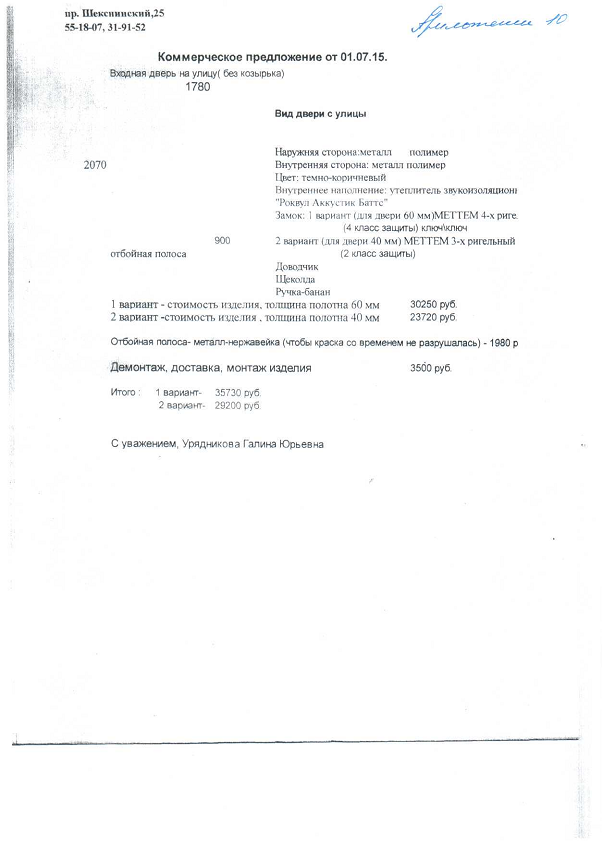 пр. Шекснинский,25
55-18-07, 31-91-52
Приложение 10
Коммерческое предложение от 01.07.15.
Входная дверь на улицу( без козырька)
1780
Вид двери с улицы
Наружняя сторона:металл полимер
2070 Внутренняя сторона: металл полимер
Цвет: темно-коричневый
Внутреннее наполнение: утеплитель звукоизоляционн
"Роквул Аккустик Баттс"
Замок: 1 вариант (для двери 60 мм)МЕТТЕМ 4-х риге.
(4 класс защиты) ключ\ключ
900 2 вариант (для двери 40 мм) МЕТТЕМ 3-х ригельный
отбойная полоса (2 класс защиты)
Доводчик
Щеколда
Ручка-банан
1 вариант - стоимость изделия, толщина полотна 60 мм 30250 руб.
2 вариант -стоимость изделия , толщина полотна 40 мм 23720 руб.
Отбойная полоса- металл-нержавейка (чтобы краска со временем не разрушалась) - 1980 р
Демонтаж, доставка, монтаж изделия 3500 руб.
Итого : 1 вариант- 35730 руб.
2 вариант- 29200 руб.
С уважением, Урядникова Галина Юрьевна